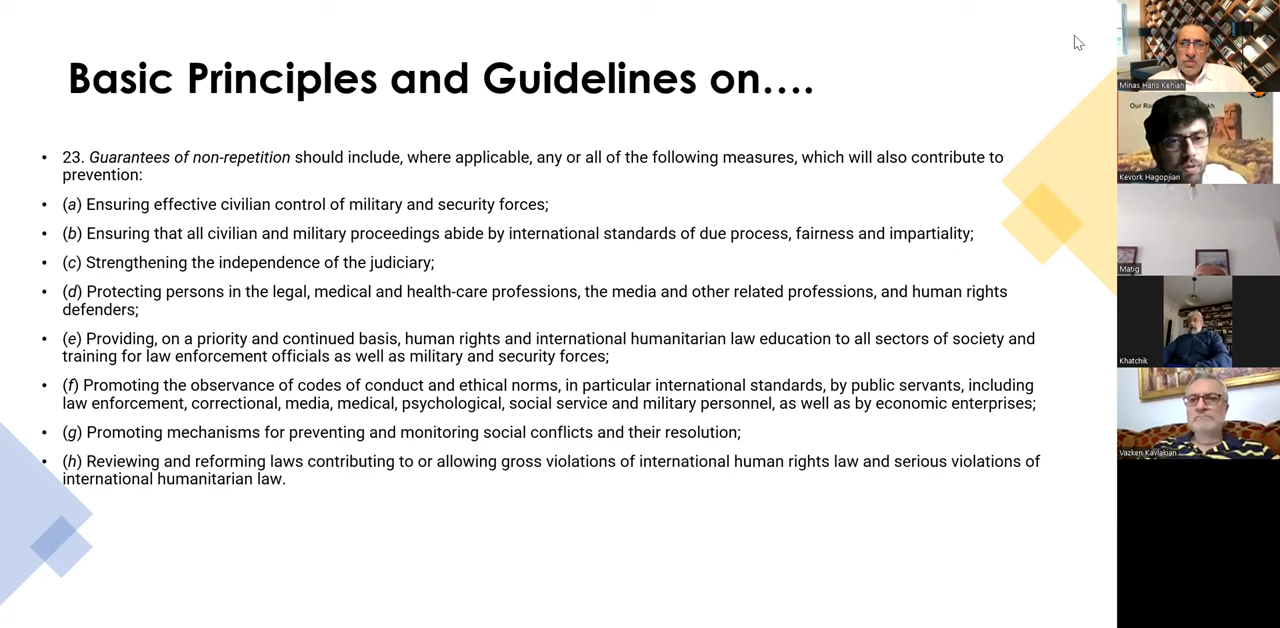 Basic Principles and Guidelines on....
• 23. Guarantees of non-repetition should include, where applicable, any or all of the following measures, which will also contribute to
prevention:
• (a) Ensuring effective civilian control of military and security forces;
• (b) Ensuring that all civilian and military proceedings abide by international standards of due process, fairness and impartiality;
• (c) Strengthening the independence of the judiciary;
• (d) Protecting persons in the legal, medical and health-care professions, the media and other related professions, and human rights
defenders;
• (e) Providing, on a priority and continued basis, human rights and international humanitarian law education to all sectors of society and
training for law enforcement officials as well as military and security forces;
• (f) Promoting the observance of codes of conduct and ethical norms, in particular international standards, by public servants, including
law enforcement, correctional, media, medical, psychological, social service and military personnel, as well as by economic enterprises;
• (g) Promoting mechanisms for preventing and monitoring social conflicts and their resolution;
• (h) Reviewing and reforming laws contributing to or allowing gross violations of international human rights law and serious violations of
international humanitarian law.
Minas Hans Kehian
Our
Kevork Hagopjian
Matig
Khatchik
Vazken Kavlakian